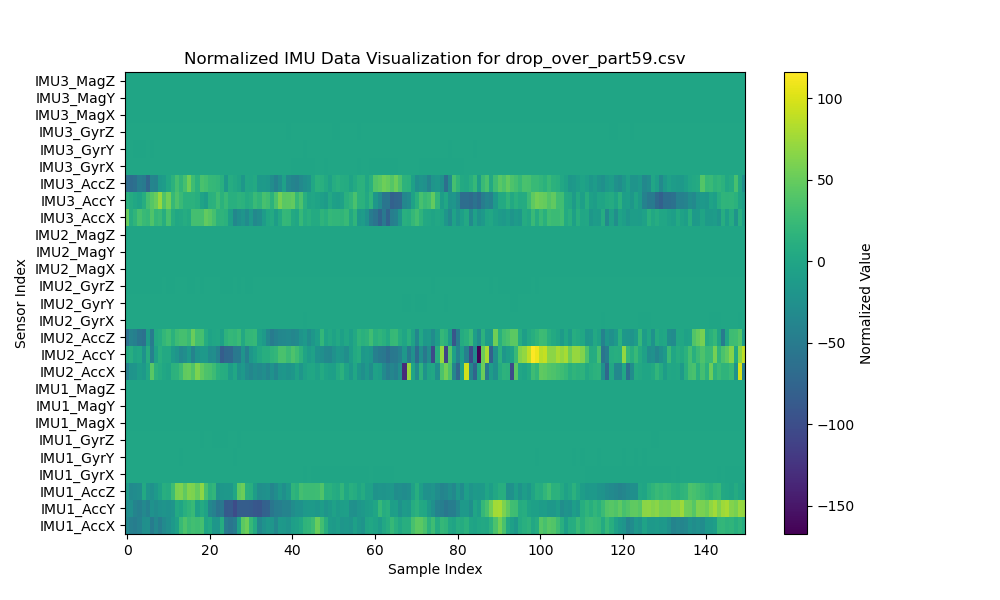 Normalized IMU Data Visualization for drop_over_part59.csv
IMU3_MagZ
IMU3_MagY
IMU3_MagX
IMU3_GyrZ
IMU3_GyrY
IMU3_GyrX
IMU3_AccZ
IMU3_AccY
IMU3_AccX
IMU2_MagZ
IMU2_MagY
IMU2_MagX
IMU2_GyrZ
IMU2_GyrY
IMU2_GyrX
IMU2_AccZ
IMU2_AccY
IMU2_AccX
IMU1_MagZ
IMU1_MagY
IMU1_MagX
IMU1_GyrZ
IMU1_GyrY
IMU1_GyrX
IMU1_AccZ
IMU1_AccY
IMU1_AccX
Sensor Index
0 20 40 60 80 100 120 140
Sample Index
100
50
0
−50
−100
−150
Normalized Value